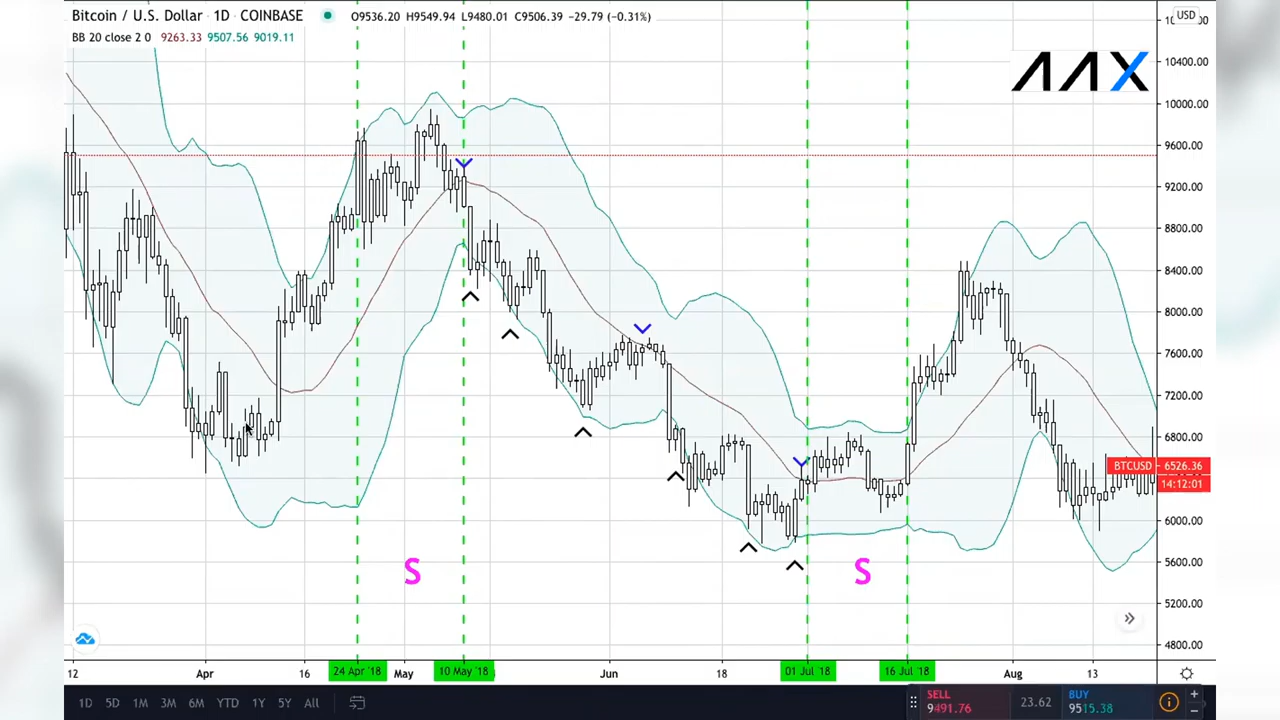 Bitcoin / U.S. Dollar 1D COINBASE O9536.20 H9549.94 L9480.01 C9506.39 −29.79 (−0.31%)
BB 20 close 2 0 9263.33 9507.56 9019.11
USD
AAX
10400.00
10000.00
9600.00
9200.00
8800.00
8400.00
8000.00
7600.00
7200.00
6800.00
BTCUSD 6526.36
14:12:01
6000.00
5600.00
5200.00
4800.00
S S
12 Apr 16 24 Apr '18 May 10 May '18 Jun 18 01 Jul '18 16 Jul '18 Aug 13
1D 5D 1M 3M 6M YTD 1Y 5Y All
SELL
9491.76
23.62
BUY
9515.38